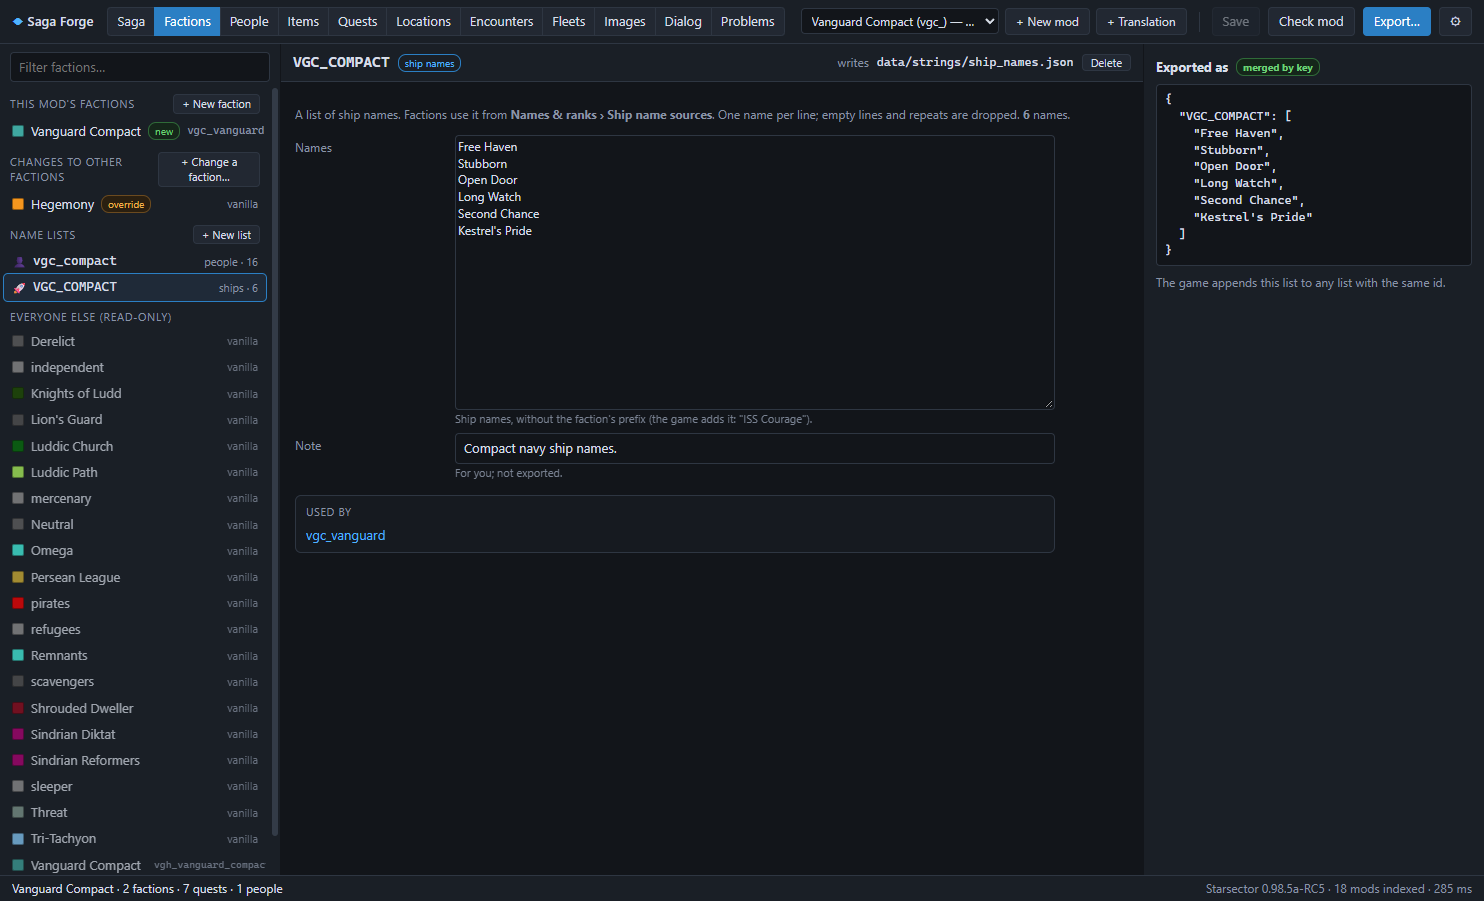 Saga Forge
Saga
Factions
People
Items
Quests
Locations
Encounters
Fleets
Images
Dialog
Problems
Vanguard Compact (vgc_) — ...
+ New mod
+ Translation
Save
Check mod
Export...
Filter factions...
THIS MOD'S FACTIONS
+ New faction
Vanguard Compact new vgc_vanguard
CHANGES TO OTHER FACTIONS
+ Change a faction...
Hegemony override vanilla
NAME LISTS
+ New list
vgc_compact people · 16
VGC_COMPACT ships · 6
EVERYONE ELSE (READ-ONLY)
Derelict vanilla
independent vanilla
Knights of Ludd vanilla
Lion's Guard vanilla
Luddic Church vanilla
Luddic Path vanilla
mercenary vanilla
Neutral vanilla
Omega vanilla
Persean League vanilla
pirates vanilla
refugees vanilla
Remnants vanilla
scavengers vanilla
Shrouded Dweller vanilla
Sindrian Diktat vanilla
Sindrian Reformers vanilla
sleeper vanilla
Threat vanilla
Tri-Tachyon vanilla
Vanguard Compact vgh_vanguard_compac
VGC_COMPACT ship names
writes data/strings/ship_names.json
Delete
A list of ship names. Factions use it from Names & ranks › Ship name sources. One name per line; empty lines and repeats are dropped. 6 names.
Names
Free Haven
Stubborn
Open Door
Long Watch
Second Chance
Kestrel's Pride
Ship names, without the faction's prefix (the game adds it: "ISS Courage").
Note
Compact navy ship names.
For you; not exported.
USED BY
vgc_vanguard
Exported as merged by key
{
"VGC_COMPACT": [
"Free Haven",
"Stubborn",
"Open Door",
"Long Watch",
"Second Chance",
"Kestrel's Pride"
]
}
The game appends this list to any list with the same id.
Vanguard Compact · 2 factions · 7 quests · 1 people
Starsector 0.98.5a-RC5 · 18 mods indexed · 285 ms